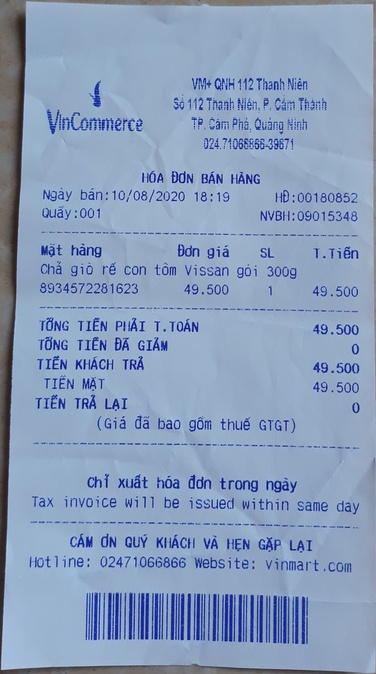 VinCommerce
VM+ QNH 112 Thanh Niên
Số 112 Thanh Niên, P. Cẩm Thành
TP. Cẩm Phả, Quảng Ninh
024.71066866-39671
HÓA ĐƠN BÁN HÀNG
Ngày bán:10/08/2020 18:19 HĐ:00180852
Quầy:001 NVBH:09015348
Mặt hàng Đơn giá SL T.Tiền
Chả giò rế con tôm Vissan gói 300g
8934572281623 49.500 1 49.500
TỔNG TIỀN PHẢI T.TOÁN 49.500
TỔNG TIỀN ĐÃ GIẢM 0
TIỀN KHÁCH TRẢ 49.500
TIỀN MẶT 49.500
TIỀN TRẢ LẠI 0
(Giá đã bao gồm thuế GTGT)
Chỉ xuất hóa đơn trong ngày
Tax invoice will be issued within same day
CẢM ƠN QUÝ KHÁCH VÀ HẸN GẶP LẠI
Hotline: 02471066866 Website: vinmart.com